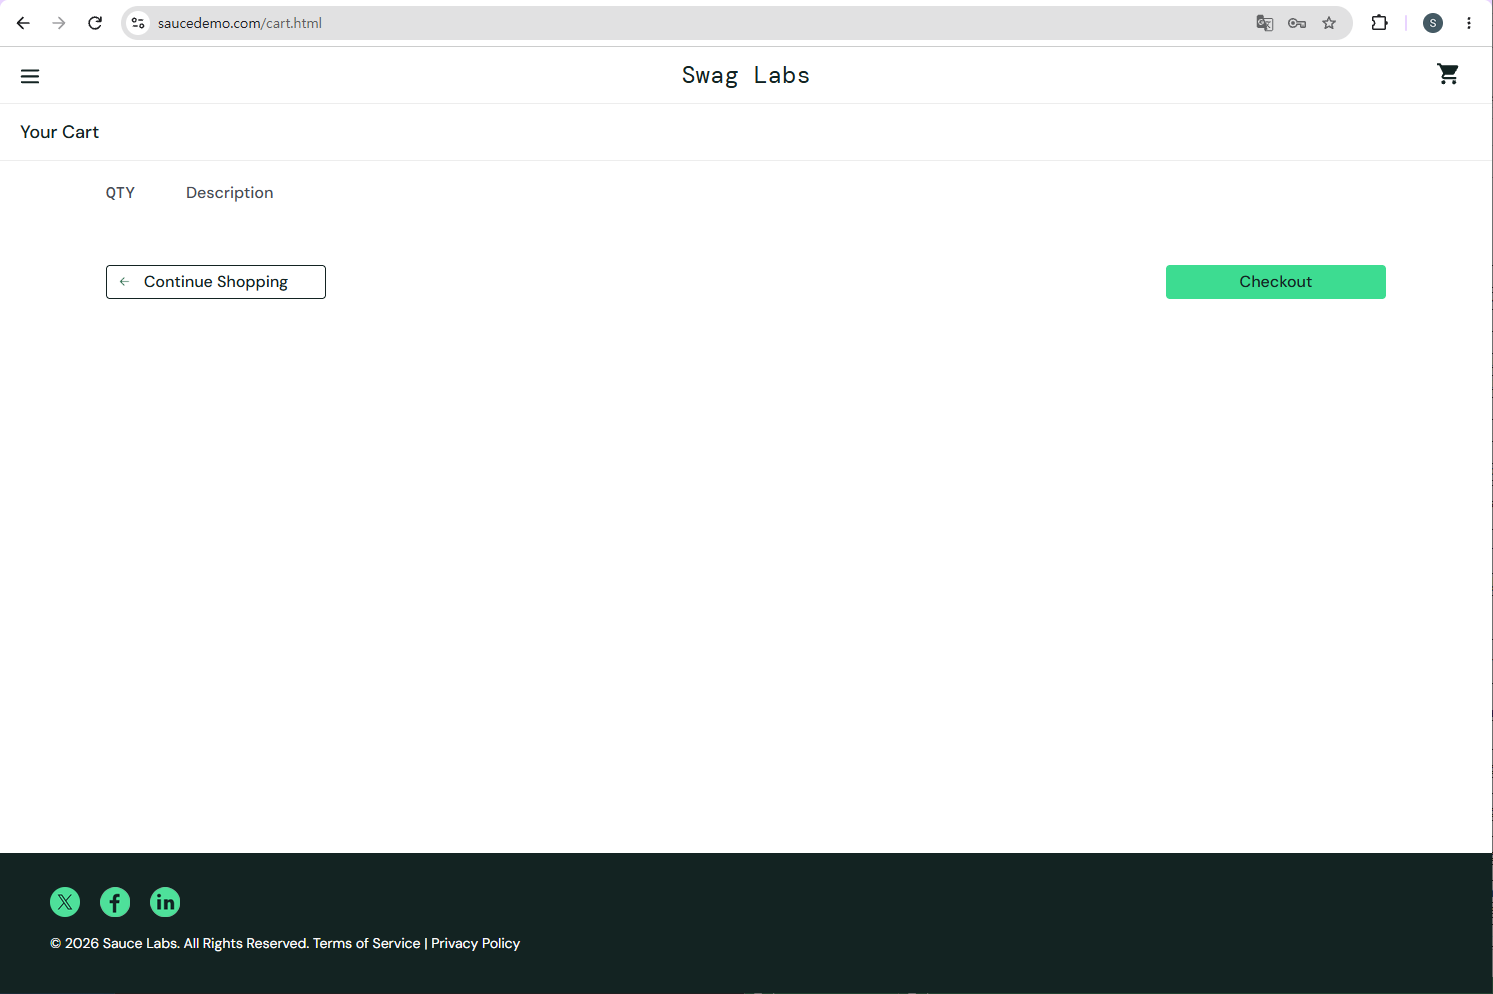 saucedemo.com/cart.html
S
Swag Labs
Your Cart
QTY Description
← Continue Shopping
Checkout
© 2026 Sauce Labs. All Rights Reserved. Terms of Service | Privacy Policy